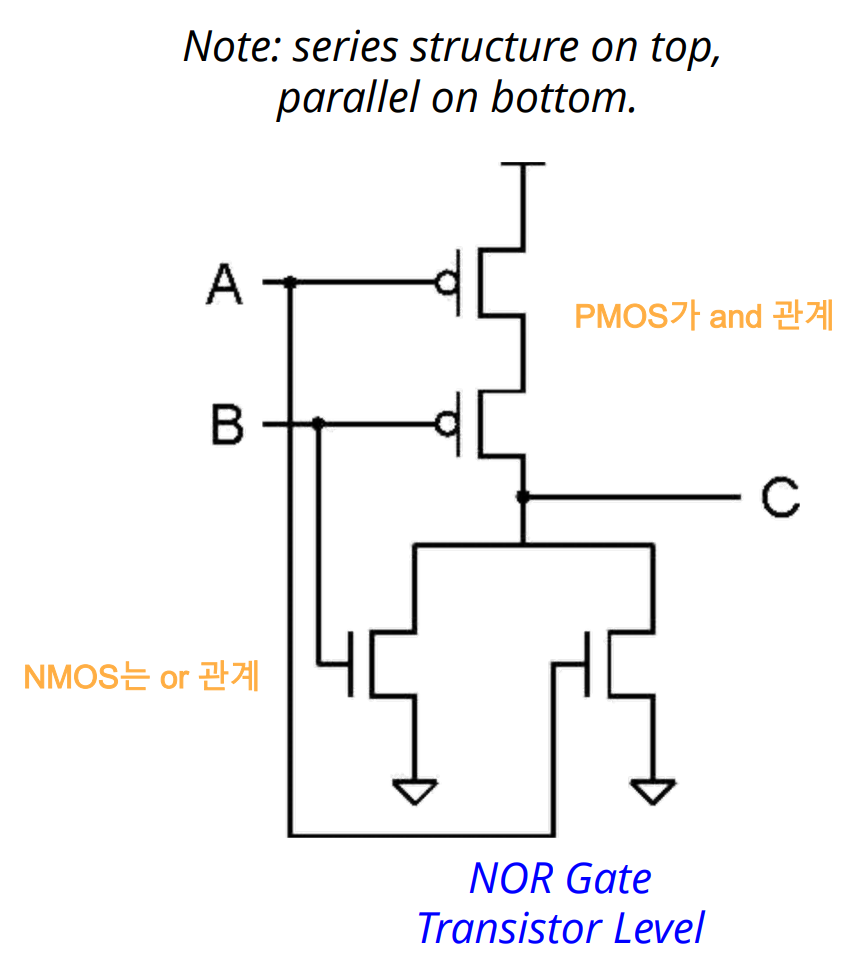 Note: series structure on top,
parallel on bottom.
A
PMOS가 and 관계
B
C
NMOS는 or 관계
NOR Gate
Transistor Level